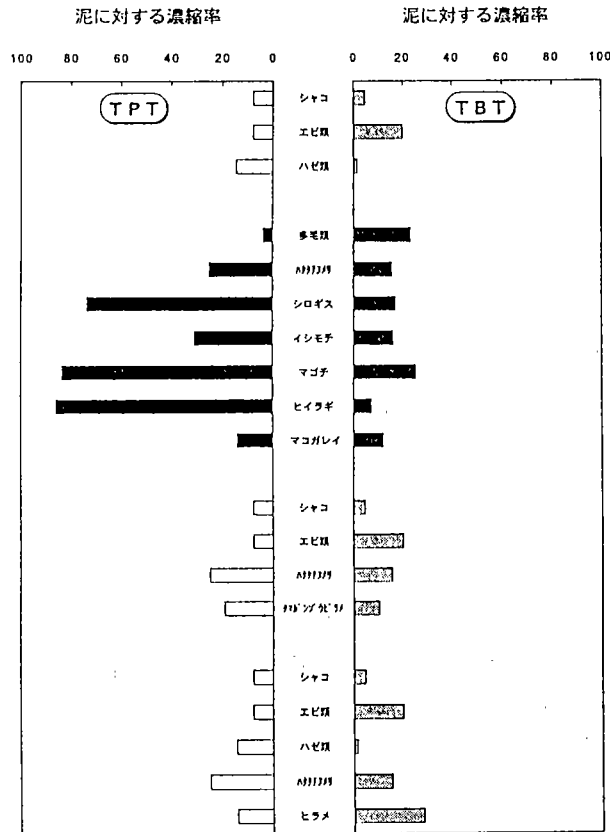 泥に対する濃縮率
泥に対する濃縮率
100 80 60 40 20 0
0 20 40 60 80 100
TPT
TBT
シャコ
エビ類
ハゼ類
多毛類
シロギス
イシモチ
マゴチ
ヒイラギ
マコガレイ
シャコ
エビ類
シャコ
エビ類
ハゼ類
ヒラメ